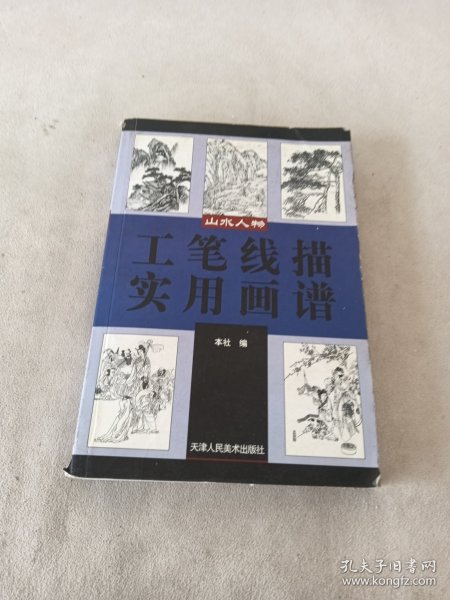 山水人物
工笔线描
实用画谱
本社 编
天津人民美术出版社
孔夫子旧书网
www.kongfz.com